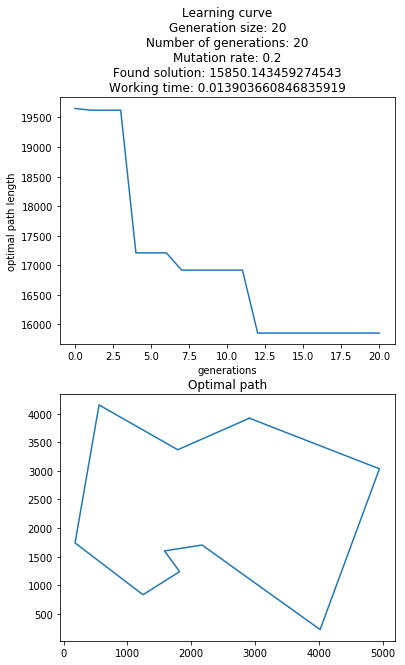 Learning curve
Generation size: 20
Number of generations: 20
Mutation rate: 0.2
Found solution: 15850.143459274543
Working time: 0.013903660846835919
optimal path length
19500
19000
18500
18000
17500
17000
16500
16000
0.0 2.5 5.0 7.5 10.0 12.5 15.0 17.5 20.0
generations
Optimal path
4000
3500
3000
2500
2000
1500
1000
500
0 1000 2000 3000 4000 5000